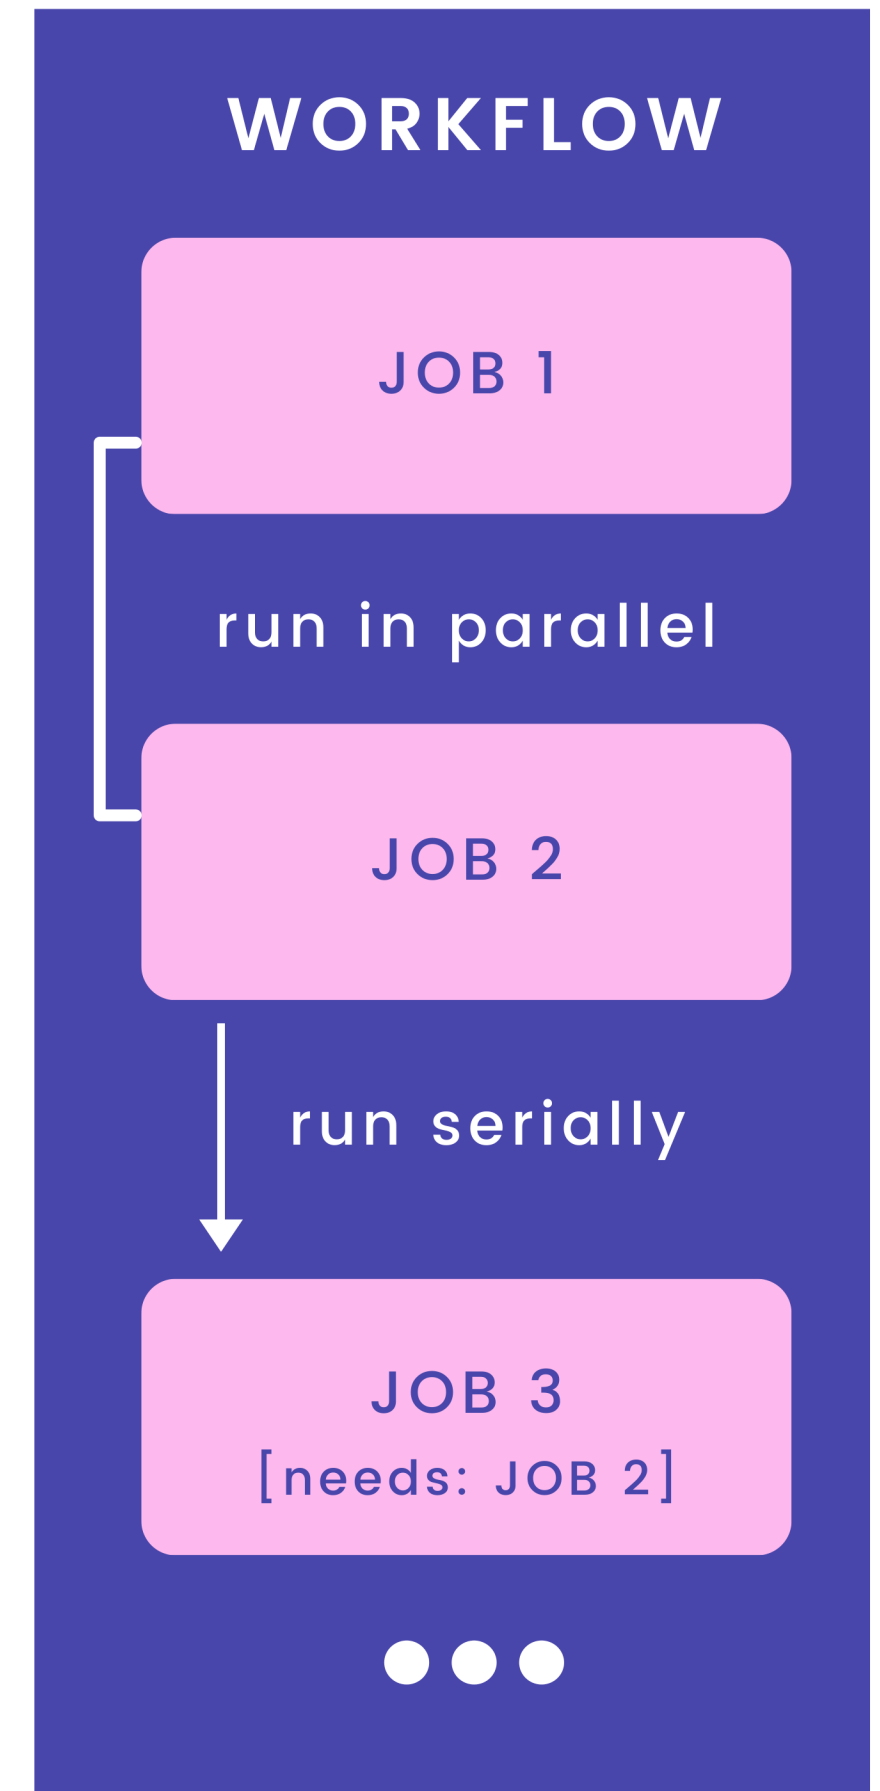 WORKFLOW
JOB 1
run in parallel
JOB 2
run serially
JOB 3
[needs: JOB 2]